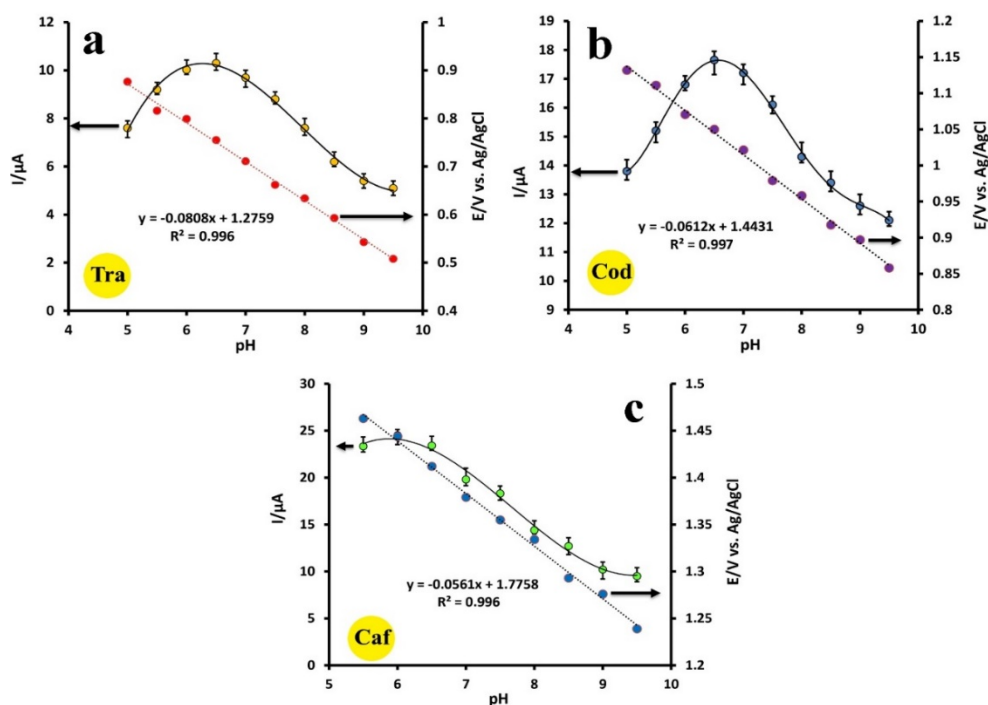 a
I/µA
12
10
8
6
4
2
0
1
0.9
0.8
0.7
0.6
0.5
0.4
E/V vs. Ag/AgCl
y = -0.0808x + 1.2759
R² = 0.996
Tra
4 5 6 7 8 9 10
pH
b
I/µA
19
18
17
16
15
14
13
12
11
10
9
1.2
1.15
1.1
1.05
1
0.95
0.9
0.85
0.8
E/V vs. Ag/AgCl
y = -0.0612x + 1.4431
R² = 0.997
Cod
4 5 6 7 8 9 10
pH
c
I/µA
30
25
20
15
10
5
0
1.5
1.45
1.4
1.35
1.3
1.25
1.2
E/V vs. Ag/AgCl
y = -0.0561x + 1.7758
R² = 0.996
Caf
5 6 7 8 9 10
pH